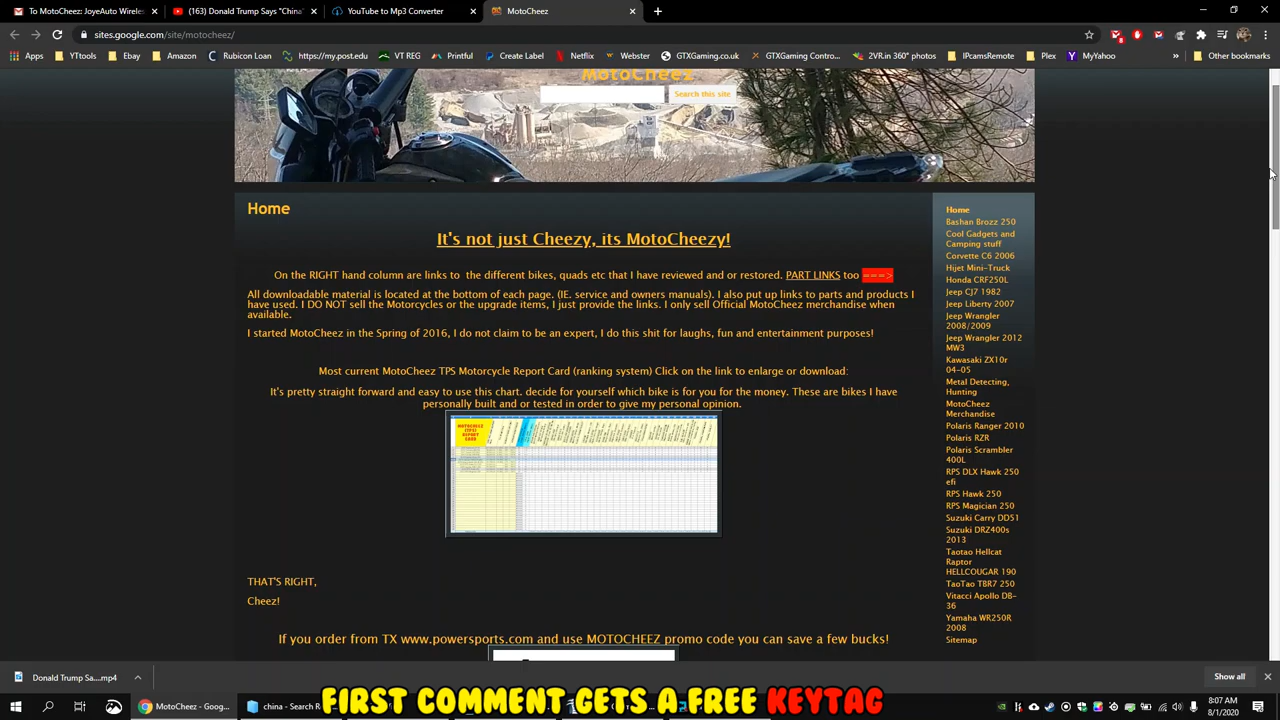 To MotoCheez: JoyeAuto Wireles
(163) Donald Trump Says "China"
YouTube to Mp3 Converter
MotoCheez
sites.google.com/site/motocheez/
Apps
YTtools
Ebay
Amazon
Rubicon Loan
https://my.post.edu
VT REG
Printful
Create Label
Netflix
Webster
GTXGaming.co.uk
GTXGaming Contro...
2VR.in 360° photos
IPcamsRemote
Plex
MyYahoo
Other bookmarks
MotoCheez
Search this site
Home
It's not just Cheezy, its MotoCheezy!
On the RIGHT hand column are links to the different bikes, quads etc that I have reviewed and or restored. PART LINKS too ===>
All downloadable material is located at the bottom of each page. (IE. service and owners manuals). I also put up links to parts and products I
have used. I DO NOT sell the Motorcycles or the upgrade items, I just provide the links. I only sell Official MotoCheez merchandise when
available.
I started MotoCheez in the Spring of 2016, I do not claim to be an expert, I do this shit for laughs, fun and entertainment purposes!
Most current MotoCheez TPS Motorcycle Report Card (ranking system) Click on the link to enlarge or download:
It's pretty straight forward and easy to use this chart. decide for yourself which bike is for you for the money. These are bikes I have
personally built and or tested in order to give my personal opinion.
MOTOCHEEZ
(TPS)
REPORT
CARD
THAT'S RIGHT,
Cheez!
If you order from TX www.powersports.com and use MOTOCHEEZ promo code you can save a few bucks!
Home
Bashan Brozz 250
Cool Gadgets and
Camping stuff
Corvette C6 2006
Hijet Mini-Truck
Honda CRF250L
Jeep CJ7 1982
Jeep Liberty 2007
Jeep Wrangler
2008/2009
Jeep Wrangler 2012
MW3
Kawasaki ZX10r
04-05
Metal Detecting,
Hunting
MotoCheez
Merchandise
Polaris Ranger 2010
Polaris RZR
Polaris Scrambler
400L
RPS DLX Hawk 250
efi
RPS Hawk 250
RPS Magician 250
Suzuki Carry DD51
Suzuki DRZ400s
2013
Taotao Hellcat
Raptor
HELLCOUGAR 190
TaoTao TBR7 250
Vitacci Apollo DB-
36
Yamaha WR250R
2008
Sitemap
Donald Trump Sa....mp4
Show all
MotoCheez - Goog...
china - Search Res...
8:07 AM
8/1/2020
FIRST COMMENT GETS A FREE KEYTAG